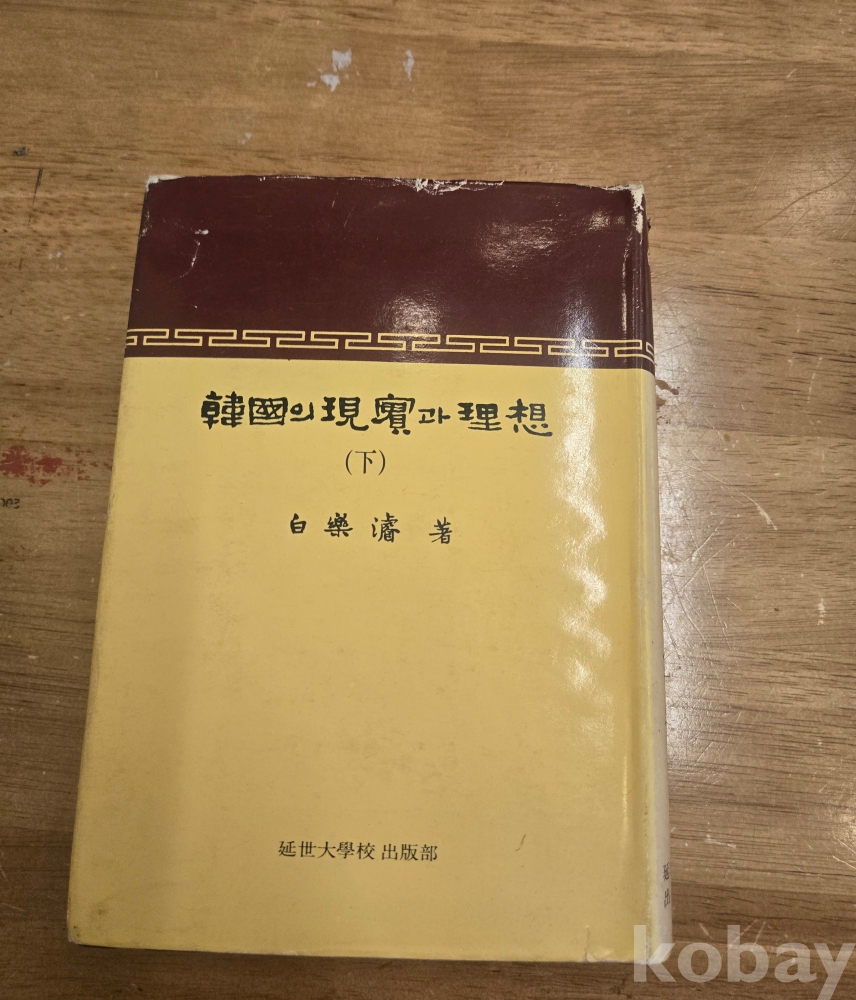 韓國의 現實과 理想
(下)
白樂濬 著
延世大學校 出版部
kobay